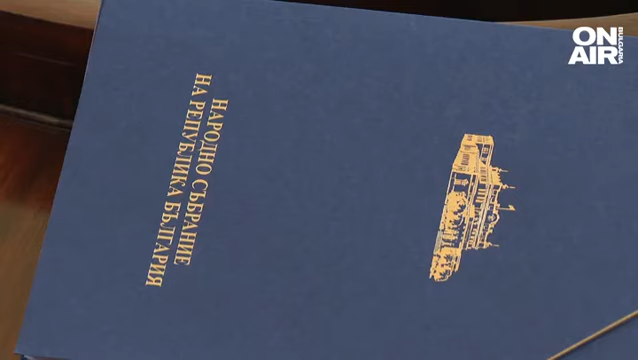 НАРОДНО СЪБРАНИЕ
НА РЕПУБЛИКА БЪЛГАРИЯ
ON
AIR
BULGARIA